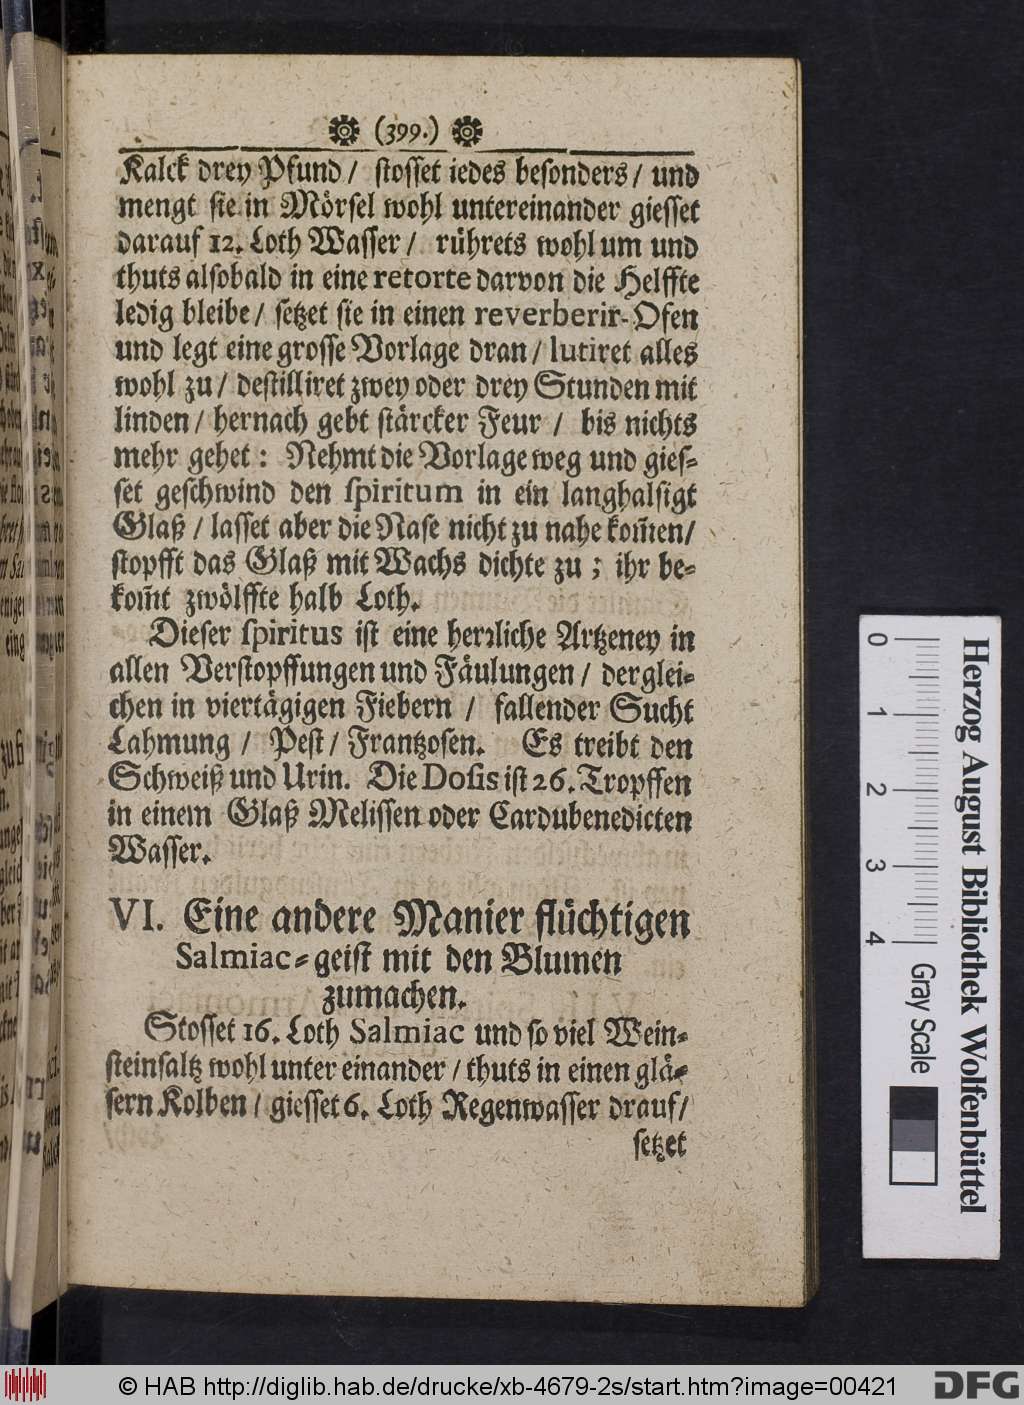 (399.)
Kalck drey Pfund / stosset iedes besonders / und
mengt sie in Mörsel wohl untereinander giesset
darauf 12. Loth Wasser / rührets wohl um und
thuts alsobald in eine retorte darvon die Helffte
ledig bleibe / setzet sie in einen reverberir-Ofen
und legt eine grosse Vorlage dran / lutiret alles
wohl zu / destilliret zwey oder drey Stunden mit
linden / hernach gebt stärcker Feur / bis nichts
mehr gehet : Nehmt die Vorlage weg und gies-
set geschwind den spiritum in ein langhalsigt
Glaß / lasset aber die Nase nicht zu nahe kom̃en /
stopfft das Glaß mit Wachs dichte zu ; ihr be-
kom̃t zwölffte halb Loth.
Dieser spiritus ist eine herꝛliche Artzeney in
allen Verstopffungen und Fäulungen / derglei-
chen in viertägigen Fiebern / fallender Sucht
Lahmung / Pest / Frantzosen. Es treibt den
Schweiß und Urin. Die Dosis ist 26. Tropffen
in einem Glaß Melissen oder Cardubenedicten
Wasser.
VI. Eine andere Manier flüchtigen
Salmiac-geist mit den Blumen
zumachen.
Stosset 16. Loth Salmiac und so viel Wein-
steinsaltz wohl unter einander / thuts in einen glä-
sern Kolben / giesset 6. Loth Regenwasser drauf /
setzet
0 1 2 3 4
Herzog August Bibliothek Wolfenbüttel
Gray Scale
© HAB http://diglib.hab.de/drucke/xb-4679-2s/start.htm?image=00421
DFG